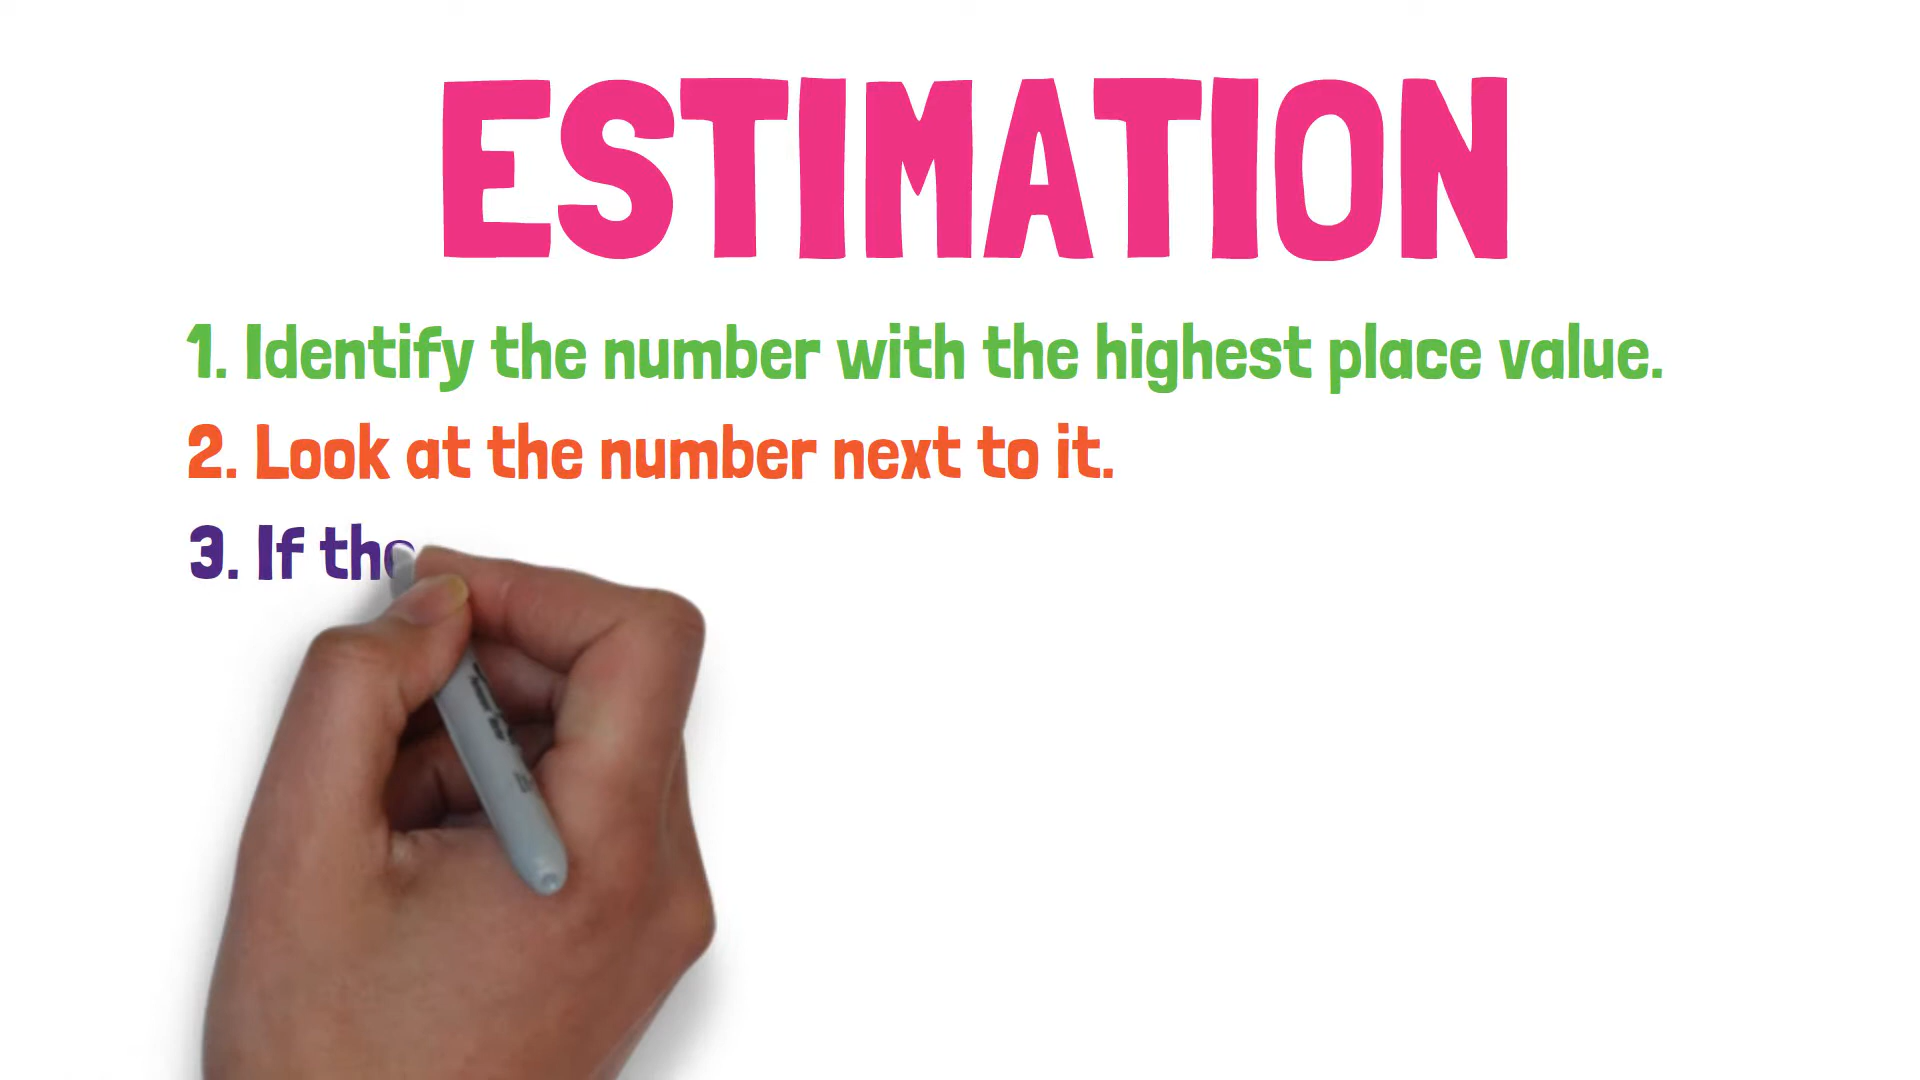 ESTIMATION
1. Identify the number with the highest place value.
2. Look at the number next to it.
3. If the